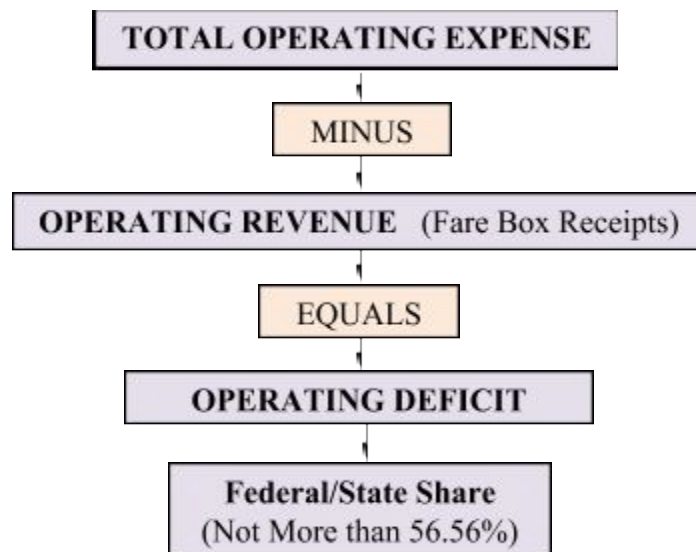 TOTAL OPERATING EXPENSE
MINUS
OPERATING REVENUE (Fare Box Receipts)
EQUALS
OPERATING DEFICIT
Federal/State Share
(Not More than 56.56%)